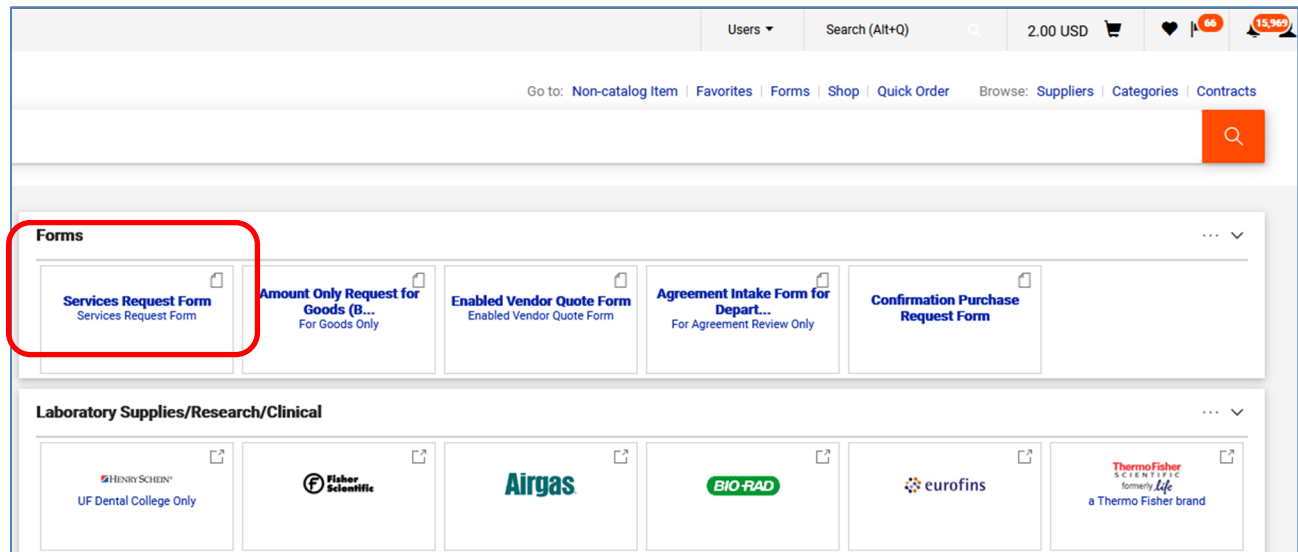 Users
Search (Alt+Q)
2.00 USD
66
15,969
Go to: Non-catalog Item | Favorites | Forms | Shop | Quick Order Browse: Suppliers | Categories | Contracts
Forms
Services Request Form
Services Request Form
Amount Only Request for
Goods (B...
For Goods Only
Enabled Vendor Quote Form
Enabled Vendor Quote Form
Agreement Intake Form for
Depart...
For Agreement Review Only
Confirmation Purchase
Request Form
Laboratory Supplies/Research/Clinical
HENRY SCHEIN®
UF Dental College Only
Fisher
Scientific
Airgas
BIO-RAD
eurofins
ThermoFisher
SCIENTIFIC
formerly life
a Thermo Fisher brand